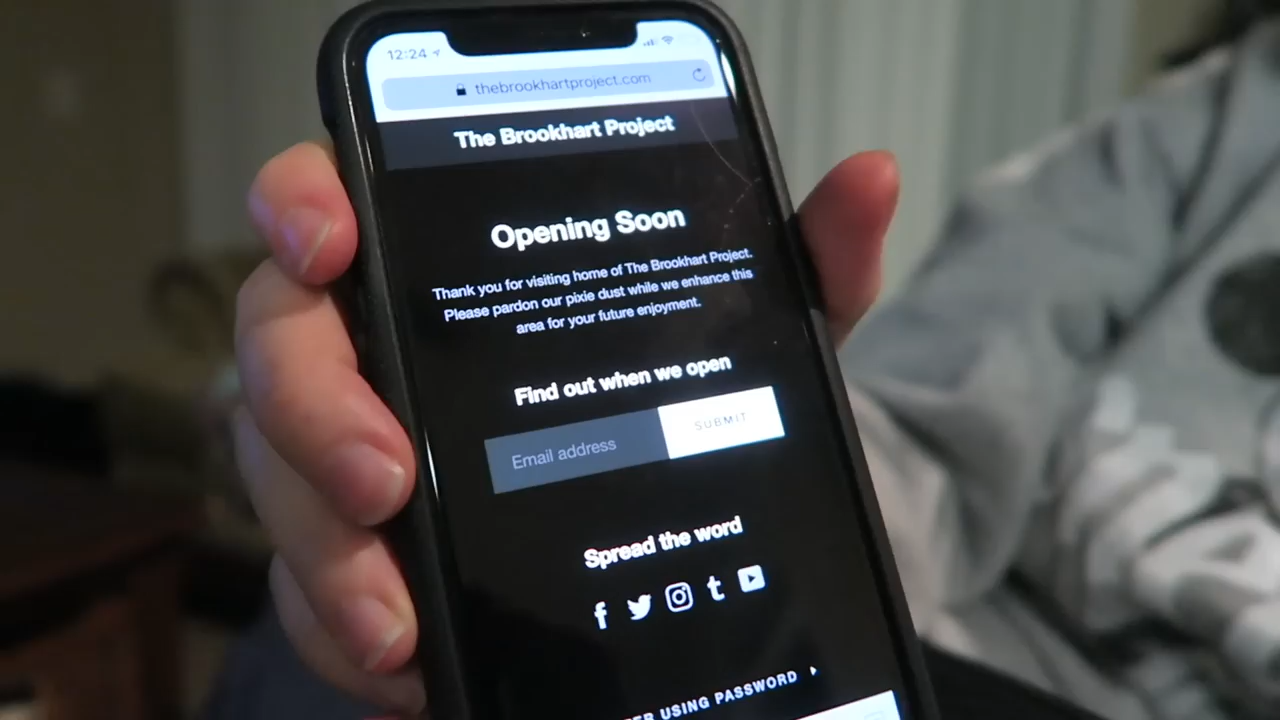 12:24
thebrookhartproject.com
The Brookhart Project
Opening Soon
Thank you for visiting home of The Brookhart Project.
Please pardon our pixie dust while we enhance this
area for your future enjoyment.
Find out when we open
Email address
SUBMIT
Spread the word
USING PASSWORD